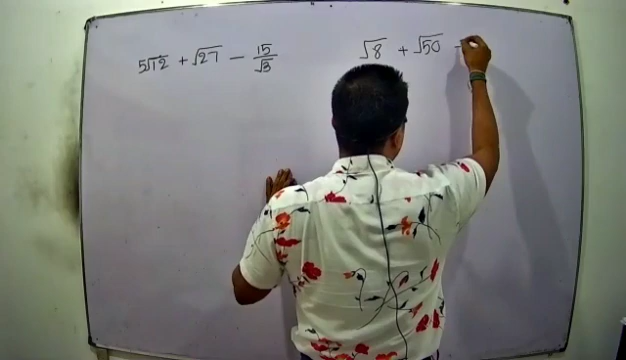 5√12 + √27 − 15/√3
√8 + √50 −